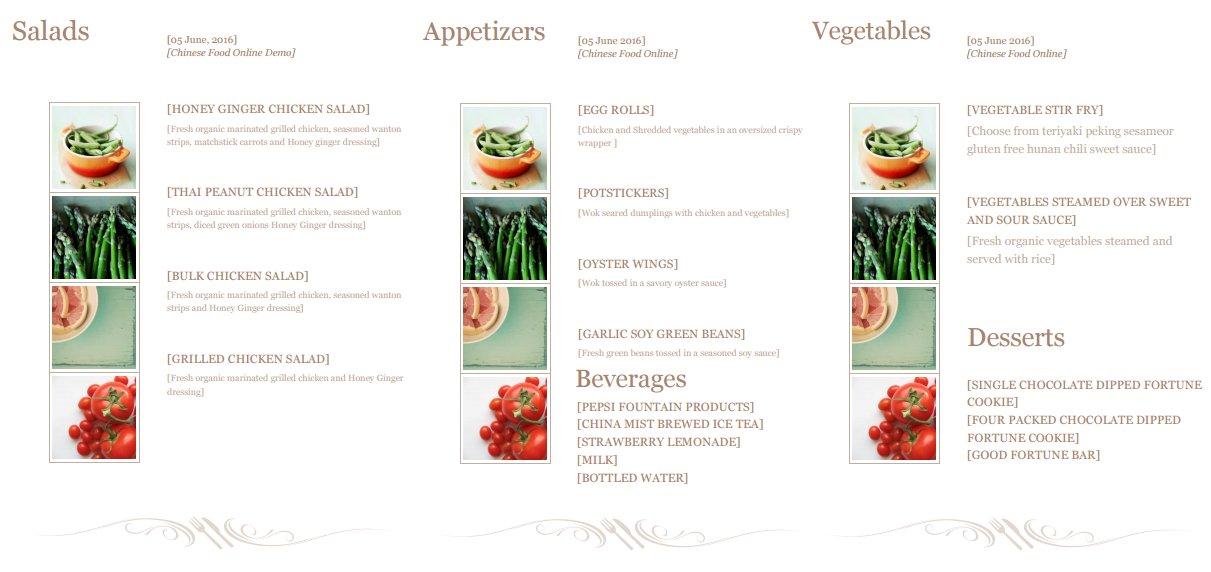 Salads
[05 June, 2016]
[Chinese Food Online Demo]
[HONEY GINGER CHICKEN SALAD]
[Fresh organic marinated grilled chicken, seasoned wanton
strips, matchstick carrots and Honey ginger dressing]
[THAI PEANUT CHICKEN SALAD]
[Fresh organic marinated grilled chicken, seasoned wanton
strips, diced green onions Honey Ginger dressing]
[BULK CHICKEN SALAD]
[Fresh organic marinated grilled chicken, seasoned wanton
strips and Honey Ginger dressing]
[GRILLED CHICKEN SALAD]
[Fresh organic marinated grilled chicken and Honey Ginger
dressing]
Appetizers
[05 June 2016]
[Chinese Food Online]
[EGG ROLLS]
[Chicken and Shredded vegetables in an oversized crispy
wrapper ]
[POTSTICKERS]
[Wok seared dumplings with chicken and vegetables]
[OYSTER WINGS]
[Wok tossed in a savory oyster sauce]
[GARLIC SOY GREEN BEANS]
[Fresh green beans tossed in a seasoned soy sauce]
Beverages
[PEPSI FOUNTAIN PRODUCTS]
[CHINA MIST BREWED ICE TEA]
[STRAWBERRY LEMONADE]
[MILK]
[BOTTLED WATER]
Vegetables
[05 June 2016]
[Chinese Food Online]
[VEGETABLE STIR FRY]
[Choose from teriyaki peking sesameor
gluten free hunan chili sweet sauce]
[VEGETABLES STEAMED OVER SWEET
AND SOUR SAUCE]
[Fresh organic vegetables steamed and
served with rice]
Desserts
[SINGLE CHOCOLATE DIPPED FORTUNE
COOKIE]
[FOUR PACKED CHOCOLATE DIPPED
FORTUNE COOKIE]
[GOOD FORTUNE BAR]